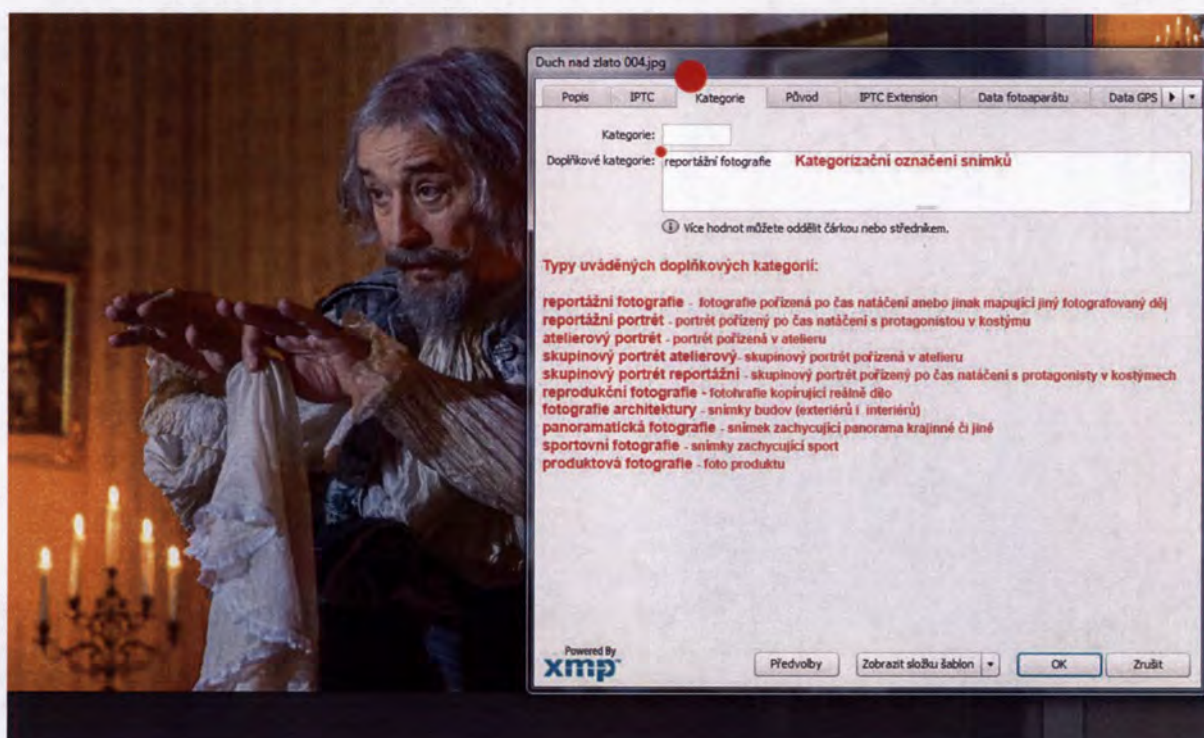 Duch nad zlato 004.jpg
Popis IPTC Kategorie Původ IPTC Extension Data fotoaparátu Data GPS
Kategorie:
Doplňkové kategorie: reportážní fotografie Kategorizační označení snímků
Více hodnot můžete oddělit čárkou nebo středníkem.
Typy uváděných doplňkových kategorií:
reportážní fotografie - fotografie pořízená po čas natáčení anebo jinak mapující jiný fotografovaný děj
reportážní portrét - portrét pořízený po čas natáčení s protagonistou v kostýmu
atelierový portrét - portrét pořízená v atelieru
skupinový portrét atelierový- skupinový portrét pořízená v atelieru
skupinový portrét reportážní - skupinový portrét pořízený po čas natáčení s protagonisty v kostýmech
reprodukční fotografie - fotohrafie kopírující reálně dílo
fotografie architektury - snímky budov (exteriérů i interiérů)
panoramatická fotografie - snímek zachycující panorama krajinné či jiné
sportovní fotografie - snímky zachycující sport
produktová fotografie - foto produktu
Powered By
xmp
Předvolby Zobrazit složku šablon OK Zrušit